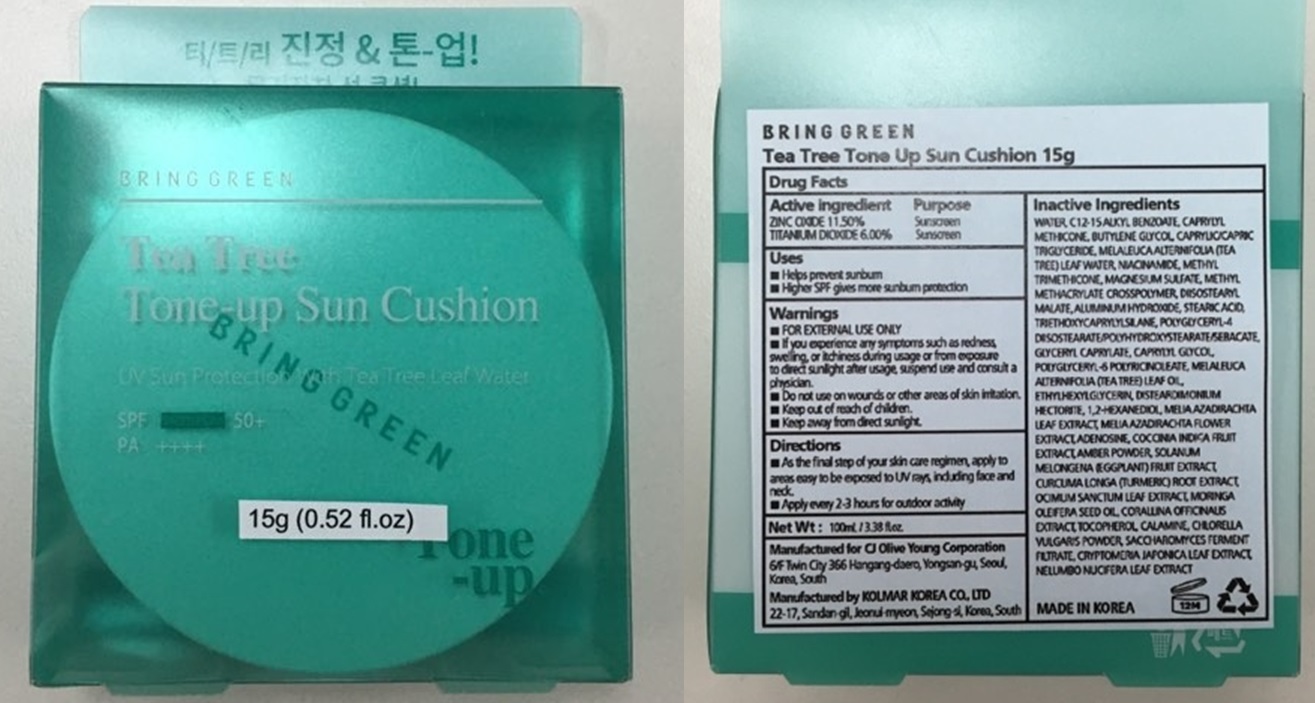 티/트/리 진정 & 톤-업!
BRING GREEN
Tea Tree
Tone-up Sun Cushion
UV Sun Protection with Tea Tree Leaf Water
BRING GREEN
SPF 50+
PA ++++
15g (0.52 fl.oz)
Tone
-up
BRING GREEN
Tea Tree Tone Up Sun Cushion 15g
Drug Facts
Active ingredient Purpose
ZINC OXIDE 11.50% Sunscreen
TITANIUM DIOXIDE 6.00% Sunscreen
Uses
■ Helps prevent sunburn
■ Higher SPF gives more sunburn protection
Warnings
■ FOR EXTERNAL USE ONLY
■ If you experience any symptoms such as redness,
swelling, or itchiness during usage or from exposure
to direct sunlight after usage, suspend use and consult a
physician.
■ Do not use on wounds or other areas of skin irritation.
■ Keep out of reach of children.
■ Keep away from direct sunlight.
Directions
■ As the final step of your skin care regimen, apply to
areas easy to be exposed to UV rays, including face and
neck.
■ Apply every 2-3 hours for outdoor activity
Net Wt : 100ml / 3.38 fl.oz.
Manufactured for CJ Olive Young Corporation
6/F Twin City 366 Hangang-daero, Yongsan-gu, Seoul,
Korea, South
Manufactured by KOLMAR KOREA CO., LTD
22-17, Sandan-gil, Jeonui-myeon, Sejong-si, Korea, South
Inactive Ingredients
WATER, C12-15 ALKYL BENZOATE, CAPRYLYL
METHICONE, BUTYLENE GLYCOL, CAPRYLIC/CAPRIC
TRIGLYCERIDE, MELALEUCA ALTERNIFOLIA (TEA
TREE) LEAF WATER, NIACINAMIDE, METHYL
TRIMETHICONE, MAGNESIUM SULFATE, METHYL
METHACRYLATE CROSSPOLYMER, DIISOSTEARYL
MALATE, ALUMINUM HYDROXIDE, STEARIC ACID,
TRIETHOXYCAPRYLYLSILANE, POLYGLYCERYL-4
DIISOSTEARATE/POLYHYDROXYSTEARATE/SEBACATE,
GLYCERYL CAPRYLATE, CAPRYLYL GLYCOL,
POLYGLYCERYL-6 POLYRICINOLEATE, MELALEUCA
ALTERNIFOLIA (TEA TREE) LEAF OIL,
ETHYLHEXYLGLYCERIN, DISTEARDIMONIUM
HECTORITE, 1,2-HEXANEDIOL, MELIA AZADIRACHTA
LEAF EXTRACT, MELIA AZADIRACHTA FLOWER
EXTRACT, ADENOSINE, COCCINIA INDICA FRUIT
EXTRACT, AMBER POWDER, SOLANUM
MELONGENA (EGGPLANT) FRUIT EXTRACT,
CURCUMA LONGA (TURMERIC) ROOT EXTRACT,
OCIMUM SANCTUM LEAF EXTRACT, MORINGA
OLEIFERA SEED OIL, CORALLINA OFFICINALIS
EXTRACT, TOCOPHEROL, CALAMINE, CHLORELLA
VULGARIS POWDER, SACCHAROMYCES FERMENT
FILTRATE, CRYPTOMERIA JAPONICA LEAF EXTRACT,
NELUMBO NUCIFERA LEAF EXTRACT
MADE IN KOREA
12M